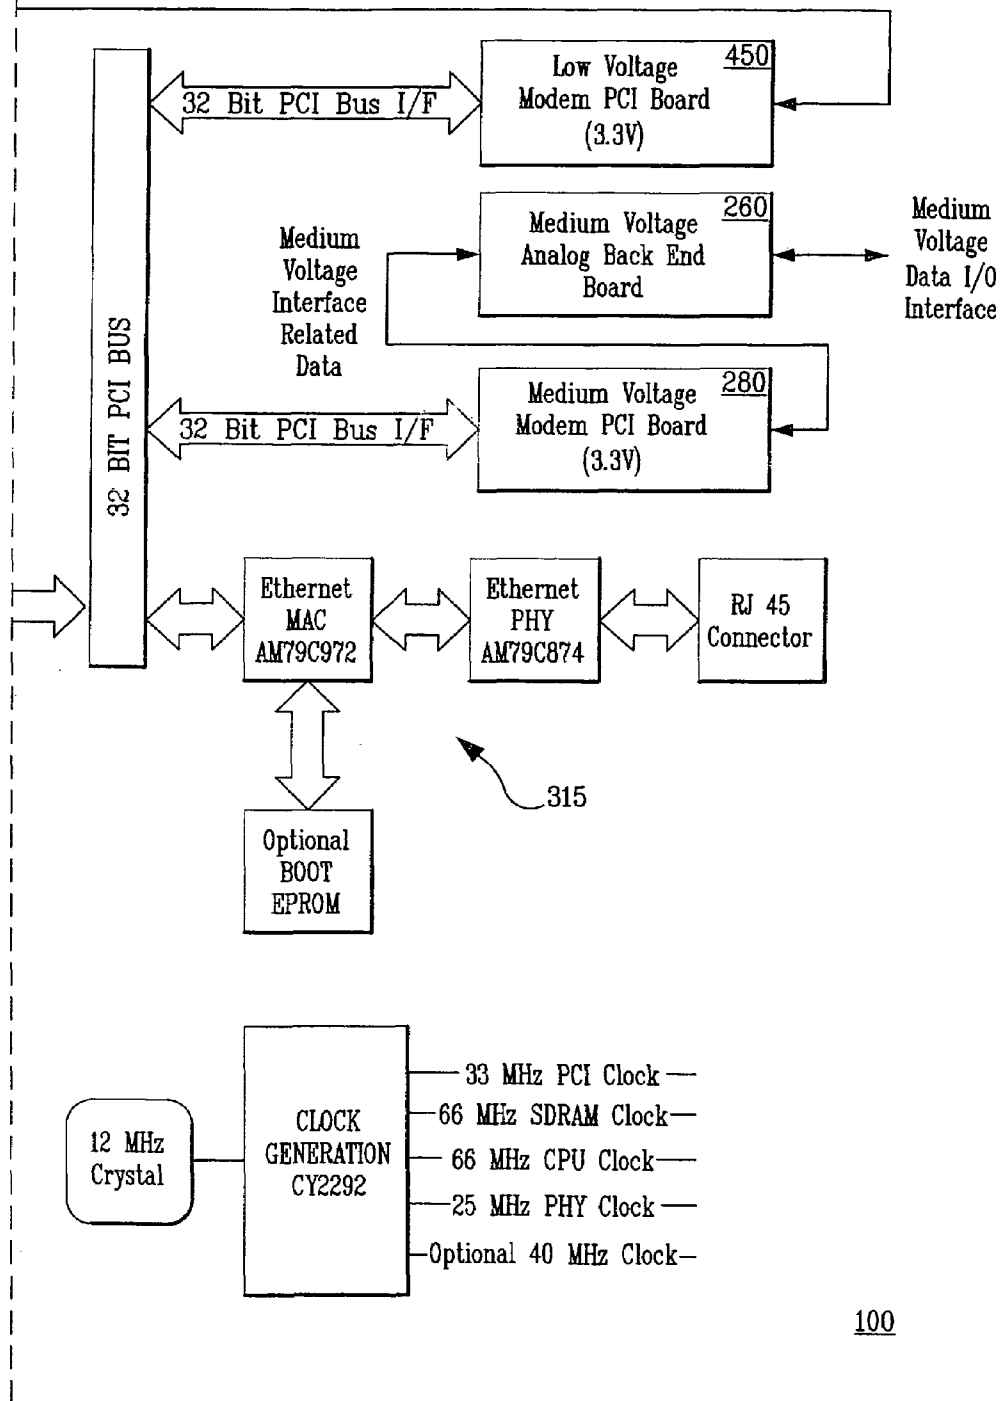 450
Low Voltage
Modem PCI Board
(3.3V)
32 Bit PCI Bus I/F
260
Medium Voltage
Analog Back End
Board
Medium
Voltage
Data I/O
Interface
Medium
Voltage
Interface
Related
Data
32 BIT PCI BUS
280
Medium Voltage
Modem PCI Board
(3.3V)
32 Bit PCI Bus I/F
Ethernet
MAC
AM79C972
Ethernet
PHY
AM79C874
RJ 45
Connector
315
Optional
BOOT
EPROM
12 MHz
Crystal
CLOCK
GENERATION
CY2292
33 MHz PCI Clock
66 MHz SDRAM Clock
66 MHz CPU Clock
25 MHz PHY Clock
Optional 40 MHz Clock
100